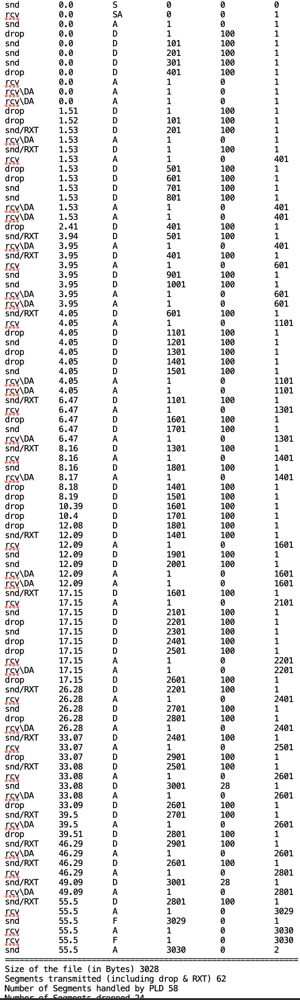 snd 0.0 S 0 0 0
rcv 0.0 SA 0 0 1
snd 0.0 A 1 0 1
drop 0.0 D 1 100 1
snd 0.0 D 101 100 1
snd 0.0 D 201 100 1
snd 0.0 D 301 100 1
drop 0.0 D 401 100 1
rcv 0.0 A 1 0 1
rcv\DA 0.0 A 1 0 1
rcv\DA 0.0 A 1 0 1
drop 1.51 D 1 100 1
drop 1.52 D 101 100 1
snd/RXT 1.53 D 201 100 1
rcv\DA 1.53 A 1 0 1
snd/RXT 1.53 D 1 100 1
rcv 1.53 A 1 0 401
drop 1.53 D 501 100 1
drop 1.53 D 601 100 1
snd 1.53 D 701 100 1
snd 1.53 D 801 100 1
rcv\DA 1.53 A 1 0 401
rcv\DA 1.53 A 1 0 401
drop 2.41 D 401 100 1
snd/RXT 3.94 D 501 100 1
rcv\DA 3.95 A 1 0 401
snd/RXT 3.95 D 401 100 1
rcv 3.95 A 1 0 601
snd 3.95 D 901 100 1
snd 3.95 D 1001 100 1
rcv\DA 3.95 A 1 0 601
rcv\DA 3.95 A 1 0 601
snd/RXT 4.05 D 601 100 1
rcv 4.05 A 1 0 1101
drop 4.05 D 1101 100 1
snd 4.05 D 1201 100 1
drop 4.05 D 1301 100 1
drop 4.05 D 1401 100 1
snd 4.05 D 1501 100 1
rcv\DA 4.05 A 1 0 1101
rcv\DA 4.05 A 1 0 1101
snd/RXT 6.47 D 1101 100 1
rcv 6.47 A 1 0 1301
drop 6.47 D 1601 100 1
snd 6.47 D 1701 100 1
rcv\DA 6.47 A 1 0 1301
snd/RXT 8.16 D 1301 100 1
rcv 8.16 A 1 0 1401
snd 8.16 D 1801 100 1
rcv\DA 8.17 A 1 0 1401
drop 8.18 D 1401 100 1
drop 8.19 D 1501 100 1
drop 10.39 D 1601 100 1
drop 10.4 D 1701 100 1
drop 12.08 D 1801 100 1
snd/RXT 12.09 D 1401 100 1
rcv 12.09 A 1 0 1601
snd 12.09 D 1901 100 1
snd 12.09 D 2001 100 1
rcv\DA 12.09 A 1 0 1601
rcv\DA 12.09 A 1 0 1601
snd/RXT 17.15 D 1601 100 1
rcv 17.15 A 1 0 2101
snd 17.15 D 2101 100 1
drop 17.15 D 2201 100 1
snd 17.15 D 2301 100 1
drop 17.15 D 2401 100 1
drop 17.15 D 2501 100 1
rcv 17.15 A 1 0 2201
rcv\DA 17.15 A 1 0 2201
drop 17.15 D 2601 100 1
snd/RXT 26.28 D 2201 100 1
rcv 26.28 A 1 0 2401
snd 26.28 D 2701 100 1
drop 26.28 D 2801 100 1
rcv\DA 26.28 A 1 0 2401
snd/RXT 33.07 D 2401 100 1
rcv 33.07 A 1 0 2501
drop 33.07 D 2901 100 1
snd/RXT 33.08 D 2501 100 1
rcv 33.08 A 1 0 2601
snd 33.08 D 3001 28 1
rcv\DA 33.08 A 1 0 2601
drop 33.09 D 2601 100 1
snd/RXT 39.5 D 2701 100 1
rcv\DA 39.5 A 1 0 2601
drop 39.51 D 2801 100 1
snd/RXT 46.29 D 2901 100 1
rcv\DA 46.29 A 1 0 2601
snd/RXT 46.29 D 2601 100 1
rcv 46.29 A 1 0 2801
snd/RXT 49.09 D 3001 28 1
rcv\DA 49.09 A 1 0 2801
snd/RXT 55.5 D 2801 100 1
rcv 55.5 A 1 0 3029
snd 55.5 F 3029 0 1
rcv 55.5 A 1 0 3030
rcv 55.5 F 1 0 3030
snd 55.5 A 3030 0 2
=============================================================
Size of the file (in Bytes) 3028
Segments transmitted (including drop & RXT) 62
Number of Segments handled by PLD 58
Number of Segments dropped 24